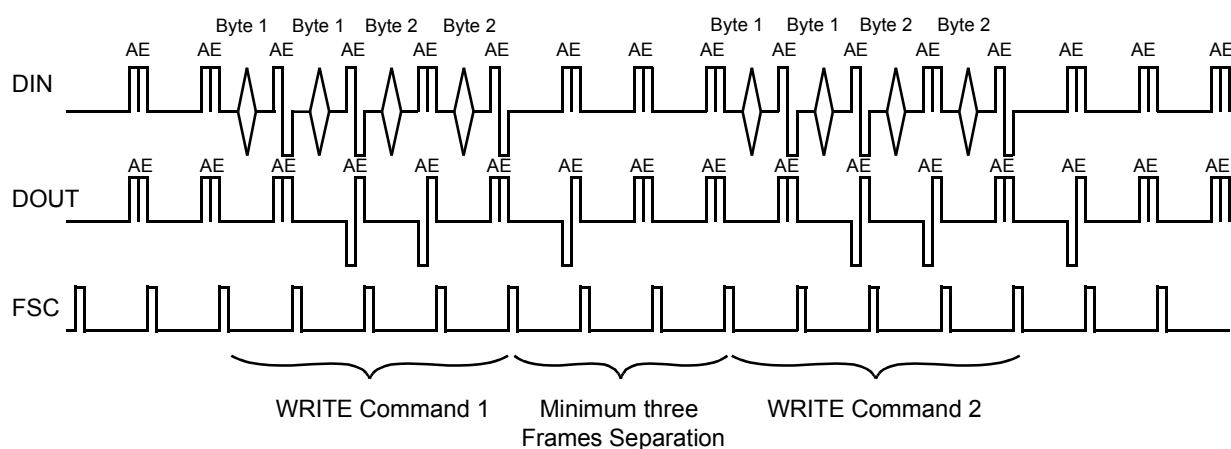 Byte 1 Byte 1 Byte 2 Byte 2 Byte 1 Byte 1 Byte 2 Byte 2
AE AE AE AE AE AE AE AE AE AE AE AE AE AE AE AE
DIN
AE AE AE AE AE AE AE AE AE AE AE AE AE AE AE AE
DOUT
FSC
WRITE Command 1 Minimum three WRITE Command 2
Frames Separation